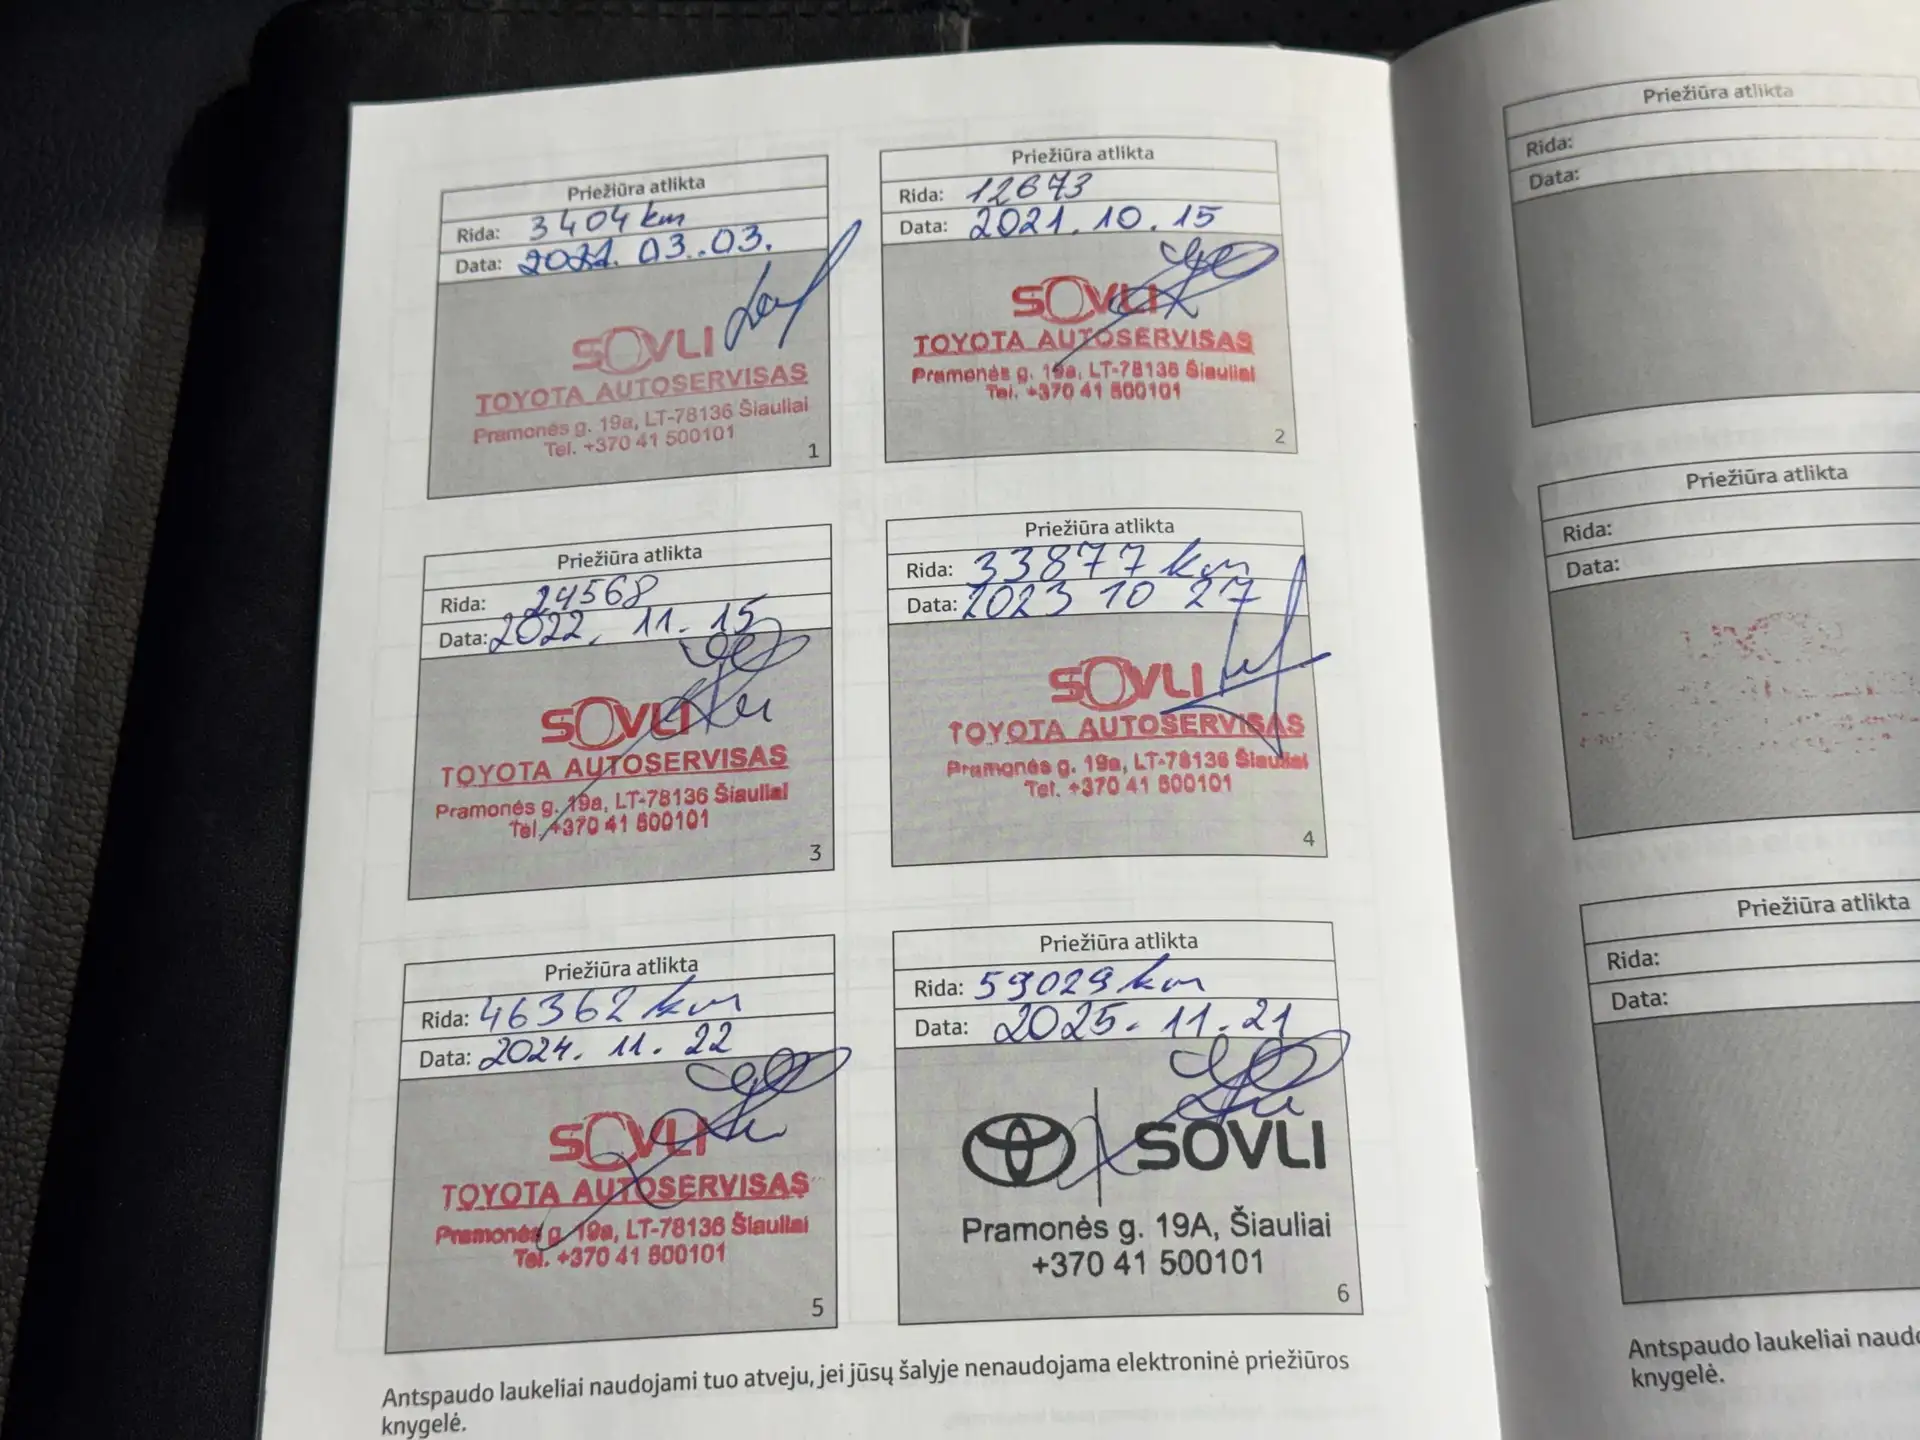 Priežiūra atlikta
Rida: 3404 km
Data: 2021. 03. 03.
SOVLI
TOYOTA AUTOSERVISAS
Pramonės g. 19a, LT-78136 Šiauliai
Tel. +370 41 500101
1
Priežiūra atlikta
Rida: 12673
Data: 2021. 10. 15
SOVLI
TOYOTA AUTOSERVISAS
Pramonės g. 19a, LT-78136 Šiauliai
Tel. +370 41 500101
2
Priežiūra atlikta
Rida: 24568
Data: 2022. 11. 15
SOVLI
TOYOTA AUTOSERVISAS
Pramonės g. 19a, LT-78136 Šiauliai
Tel. +370 41 500101
3
Priežiūra atlikta
Rida: 33877 km
Data: 2023 10 27
SOVLI
TOYOTA AUTOSERVISAS
Pramonės g. 19a, LT-78136 Šiauliai
Tel. +370 41 500101
4
Priežiūra atlikta
Rida: 46362 km
Data: 2024. 11. 22
SOVLI
TOYOTA AUTOSERVISAS
Pramonės g. 19a, LT-78136 Šiauliai
Tel. +370 41 500101
5
Priežiūra atlikta
Rida: 59029 km
Data: 2025. 11. 21
SOVLI
Pramonės g. 19A, Šiauliai
+370 41 500101
6
Antspaudo laukeliai naudojami tuo atveju, jei jūsų šalyje nenaudojama elektroninė priežiūros
knygelė.
Priežiūra atlikta
Rida:
Data:
Priežiūra atlikta
Rida:
Data:
Priežiūra atlikta
Rida:
Data:
Antspaudo laukeliai
knygelė.